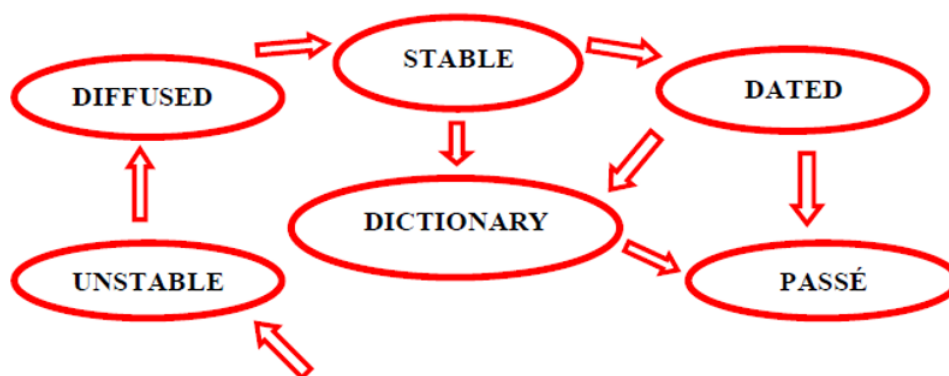 STABLE
DIFFUSED
DATED
DICTIONARY
UNSTABLE
PASSÉ